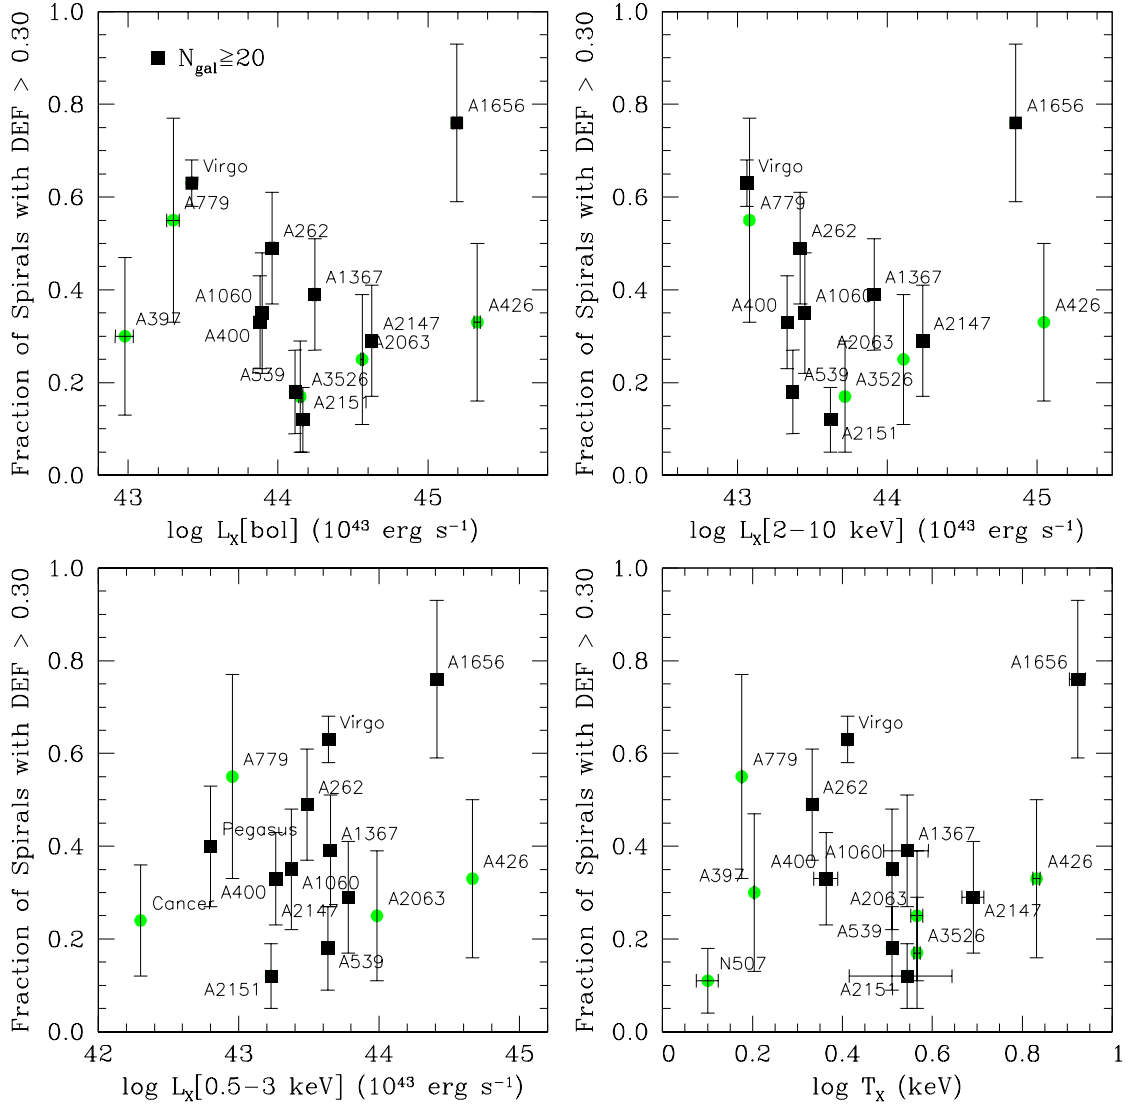 Fraction of Spirals with DEF > 0.30
1.0
0.8
0.6
0.4
0.2
0.0
N_gal≧20
A1656
Virgo
A779
A262
A1367
A1060
A397
A400
A426
A2147
A2063
A539
A3526
A2151
43
44
45
log L_X[bol] (10⁴³ erg s⁻¹)
Fraction of Spirals with DEF > 0.30
1.0
0.8
0.6
0.4
0.2
0.0
A1656
Virgo
A779
A262
A1367
A400
A1060
A426
A2147
A2063
A539
A3526
A2151
43
44
45
log L_X[2−10 keV] (10⁴³ erg s⁻¹)
Fraction of Spirals with DEF > 0.30
1.0
0.8
0.6
0.4
0.2
0.0
A1656
Virgo
A779
A262
Pegasus
A1367
A426
A400
A1060
Cancer
A2147
A2063
A539
A2151
42
43
44
45
log L_X[0.5−3 keV] (10⁴³ erg s⁻¹)
Fraction of Spirals with DEF > 0.30
1.0
0.8
0.6
0.4
0.2
0.0
A1656
Virgo
A779
A262
A1367
A400
A1060
A426
A397
A2063
A2147
A539
A3526
N507
A2151
0
0.2
0.4
0.6
0.8
1
log T_X (keV)